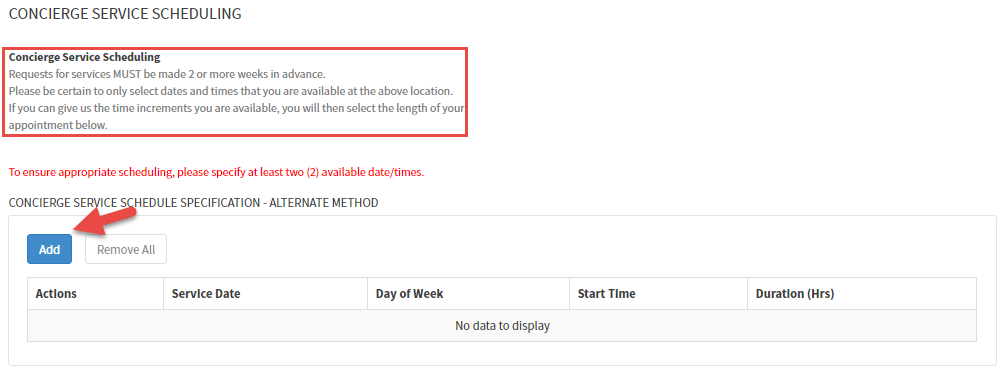 CONCIERGE SERVICE SCHEDULING
Concierge Service Scheduling
Requests for services MUST be made 2 or more weeks in advance.
Please be certain to only select dates and times that you are available at the above location.
If you can give us the time increments you are available, you will then select the length of your
appointment below.
To ensure appropriate scheduling, please specify at least two (2) available date/times.
CONCIERGE SERVICE SCHEDULE SPECIFICATION - ALTERNATE METHOD
Add Remove All
Actions Service Date Day of Week Start Time Duration (Hrs)
No data to display